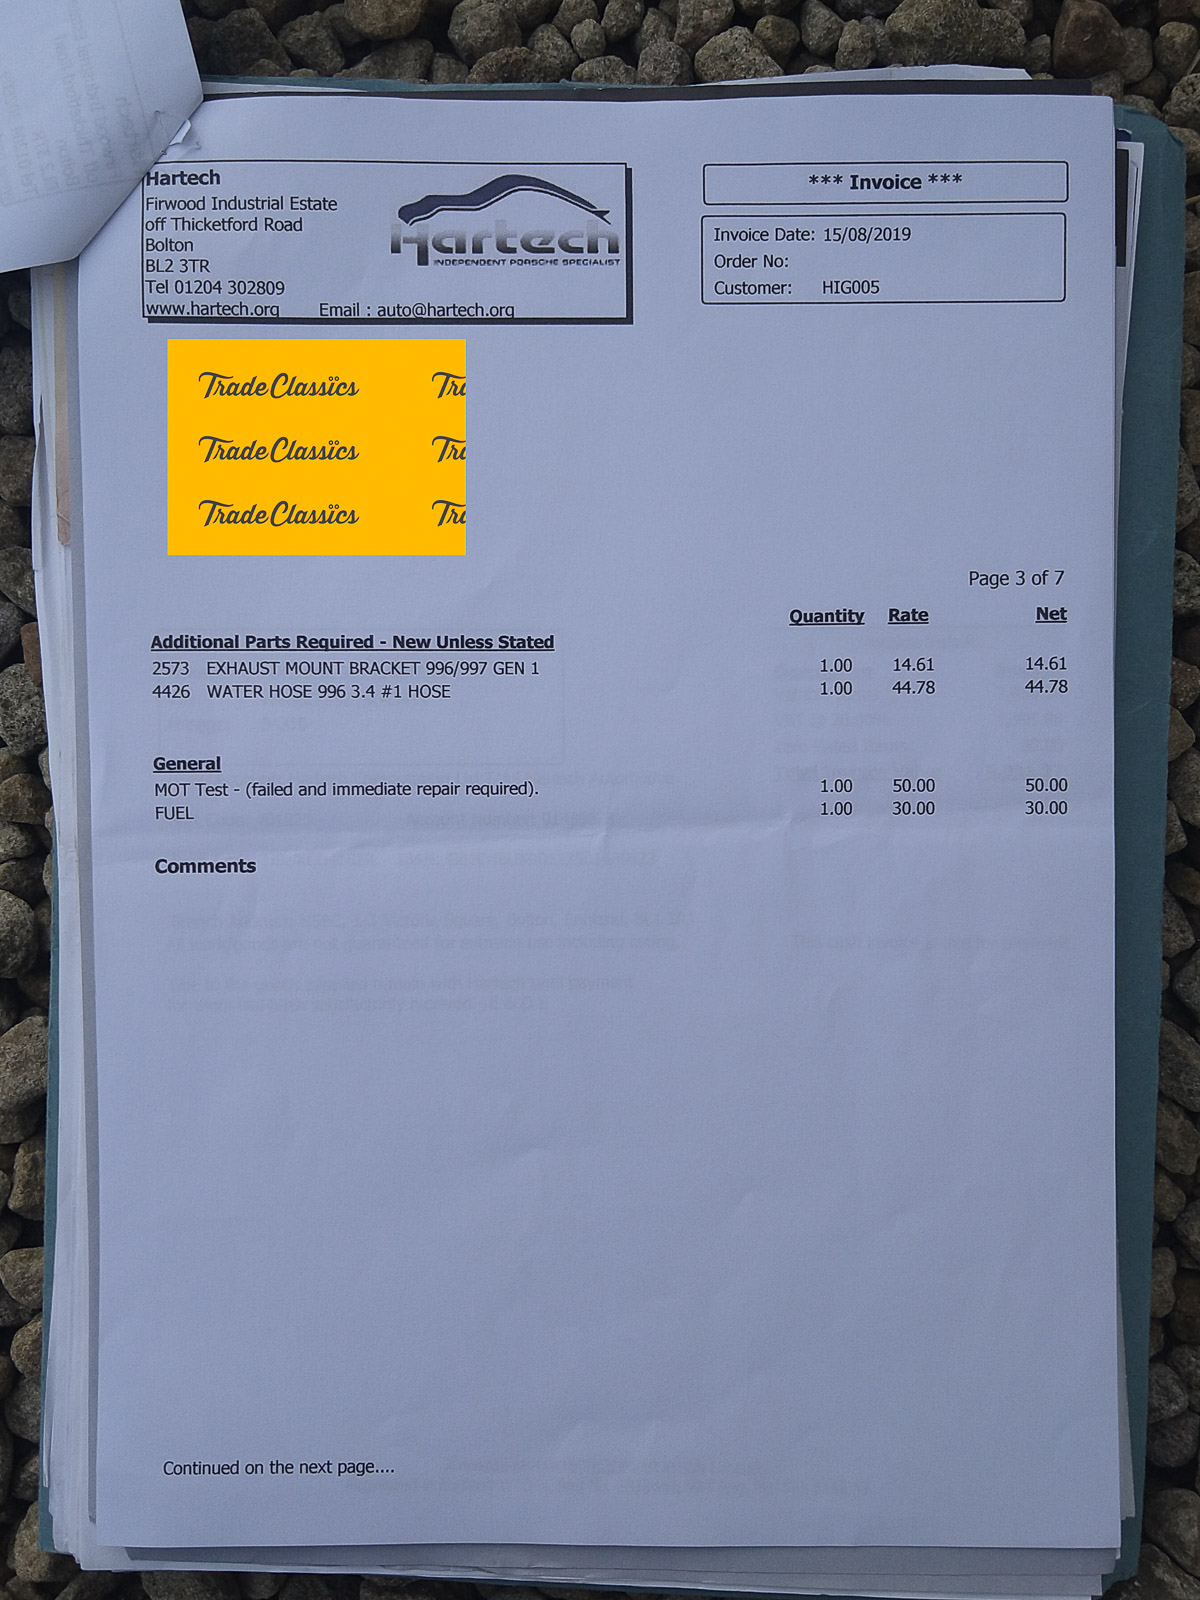 Hartech
Firwood Industrial Estate
off Thicketford Road
Bolton
BL2 3TR
Tel 01204 302809
www.hartech.org Email : auto@hartech.org
Hartech
INDEPENDENT PORSCHE SPECIALIST
*** Invoice ***
Invoice Date: 15/08/2019
Order No:
Customer: HIG005
Trade Classics Tra
Trade Classics Tra
Trade Classics Tra
Page 3 of 7
Quantity Rate Net
Additional Parts Required - New Unless Stated
2573 EXHAUST MOUNT BRACKET 996/997 GEN 1 1.00 14.61 14.61
4426 WATER HOSE 996 3.4 #1 HOSE 1.00 44.78 44.78
General
MOT Test - (failed and immediate repair required). 1.00 50.00 50.00
FUEL 1.00 30.00 30.00
Comments
Continued on the next page....